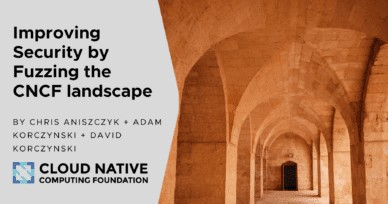 Improving
Security by
Fuzzing the
CNCF landscape
BY CHRIS ANISZCZYK + ADAM
KORCZYNSKI + DAVID
KORCZYNSKI
CLOUD NATIVE
COMPUTING FOUNDATION